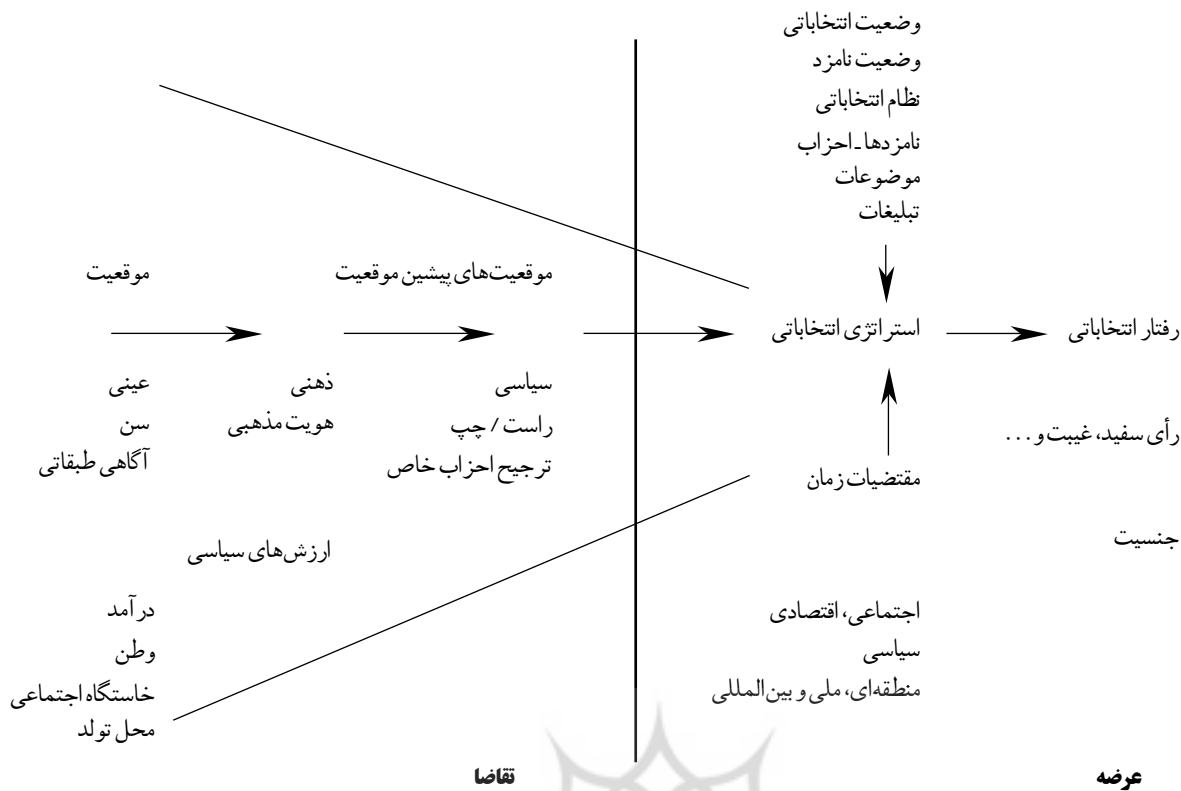 وضعیت انتخاباتی
وضعیت نامزد
نظام انتخاباتی
نامزدها ـ احزاب
موضوعات
تبلیغات
موقعیت‌های پیشین موقعیت
موقعیت
رفتار انتخاباتی
استراتژی انتخاباتی
سیاسی
ذهنی
عینی
راست / چپ
هویت مذهبی
سن
ترجیح احزاب خاص
آگاهی طبقاتی
رأی سفید، غیبت و ...
مقتضیات زمان
جنسیت
ارزش‌های سیاسی
اجتماعی، اقتصادی
سیاسی
منطقه‌ای، ملی و بین‌المللی
درآمد
وطن
خاستگاه اجتماعی
محل تولد
عرضه
تقاضا